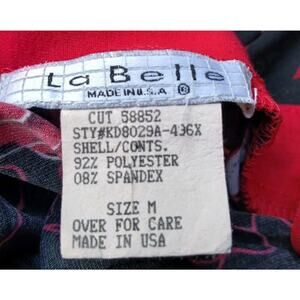 La Belle
MADE IN U.S.A ®
CUT 58852
STY#KD8029A-496X
SHELL/CONTS.
92% POLYESTER
08% SPANDEX
SIZE M
OVER FOR CARE
MADE IN USA